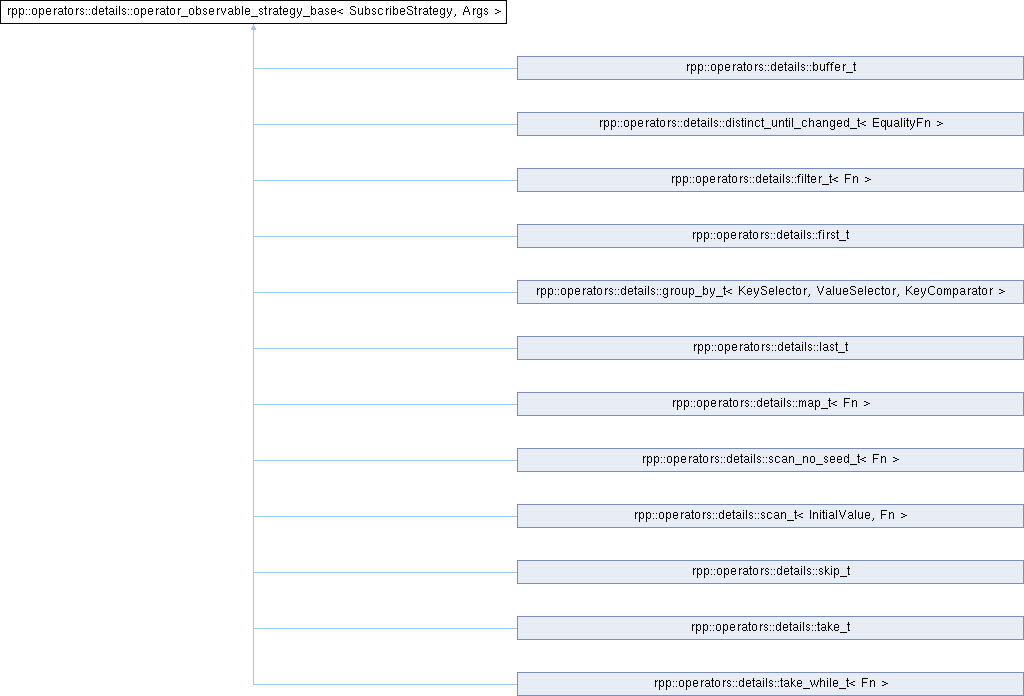 rpp::operators::details::operator_observable_strategy_base< SubscribeStrategy, Args >
rpp::operators::details::buffer_t
rpp::operators::details::distinct_until_changed_t< EqualityFn >
rpp::operators::details::filter_t< Fn >
rpp::operators::details::first_t
rpp::operators::details::group_by_t< KeySelector, ValueSelector, KeyComparator >
rpp::operators::details::last_t
rpp::operators::details::map_t< Fn >
rpp::operators::details::scan_no_seed_t< Fn >
rpp::operators::details::scan_t< InitialValue, Fn >
rpp::operators::details::skip_t
rpp::operators::details::take_t
rpp::operators::details::take_while_t< Fn >